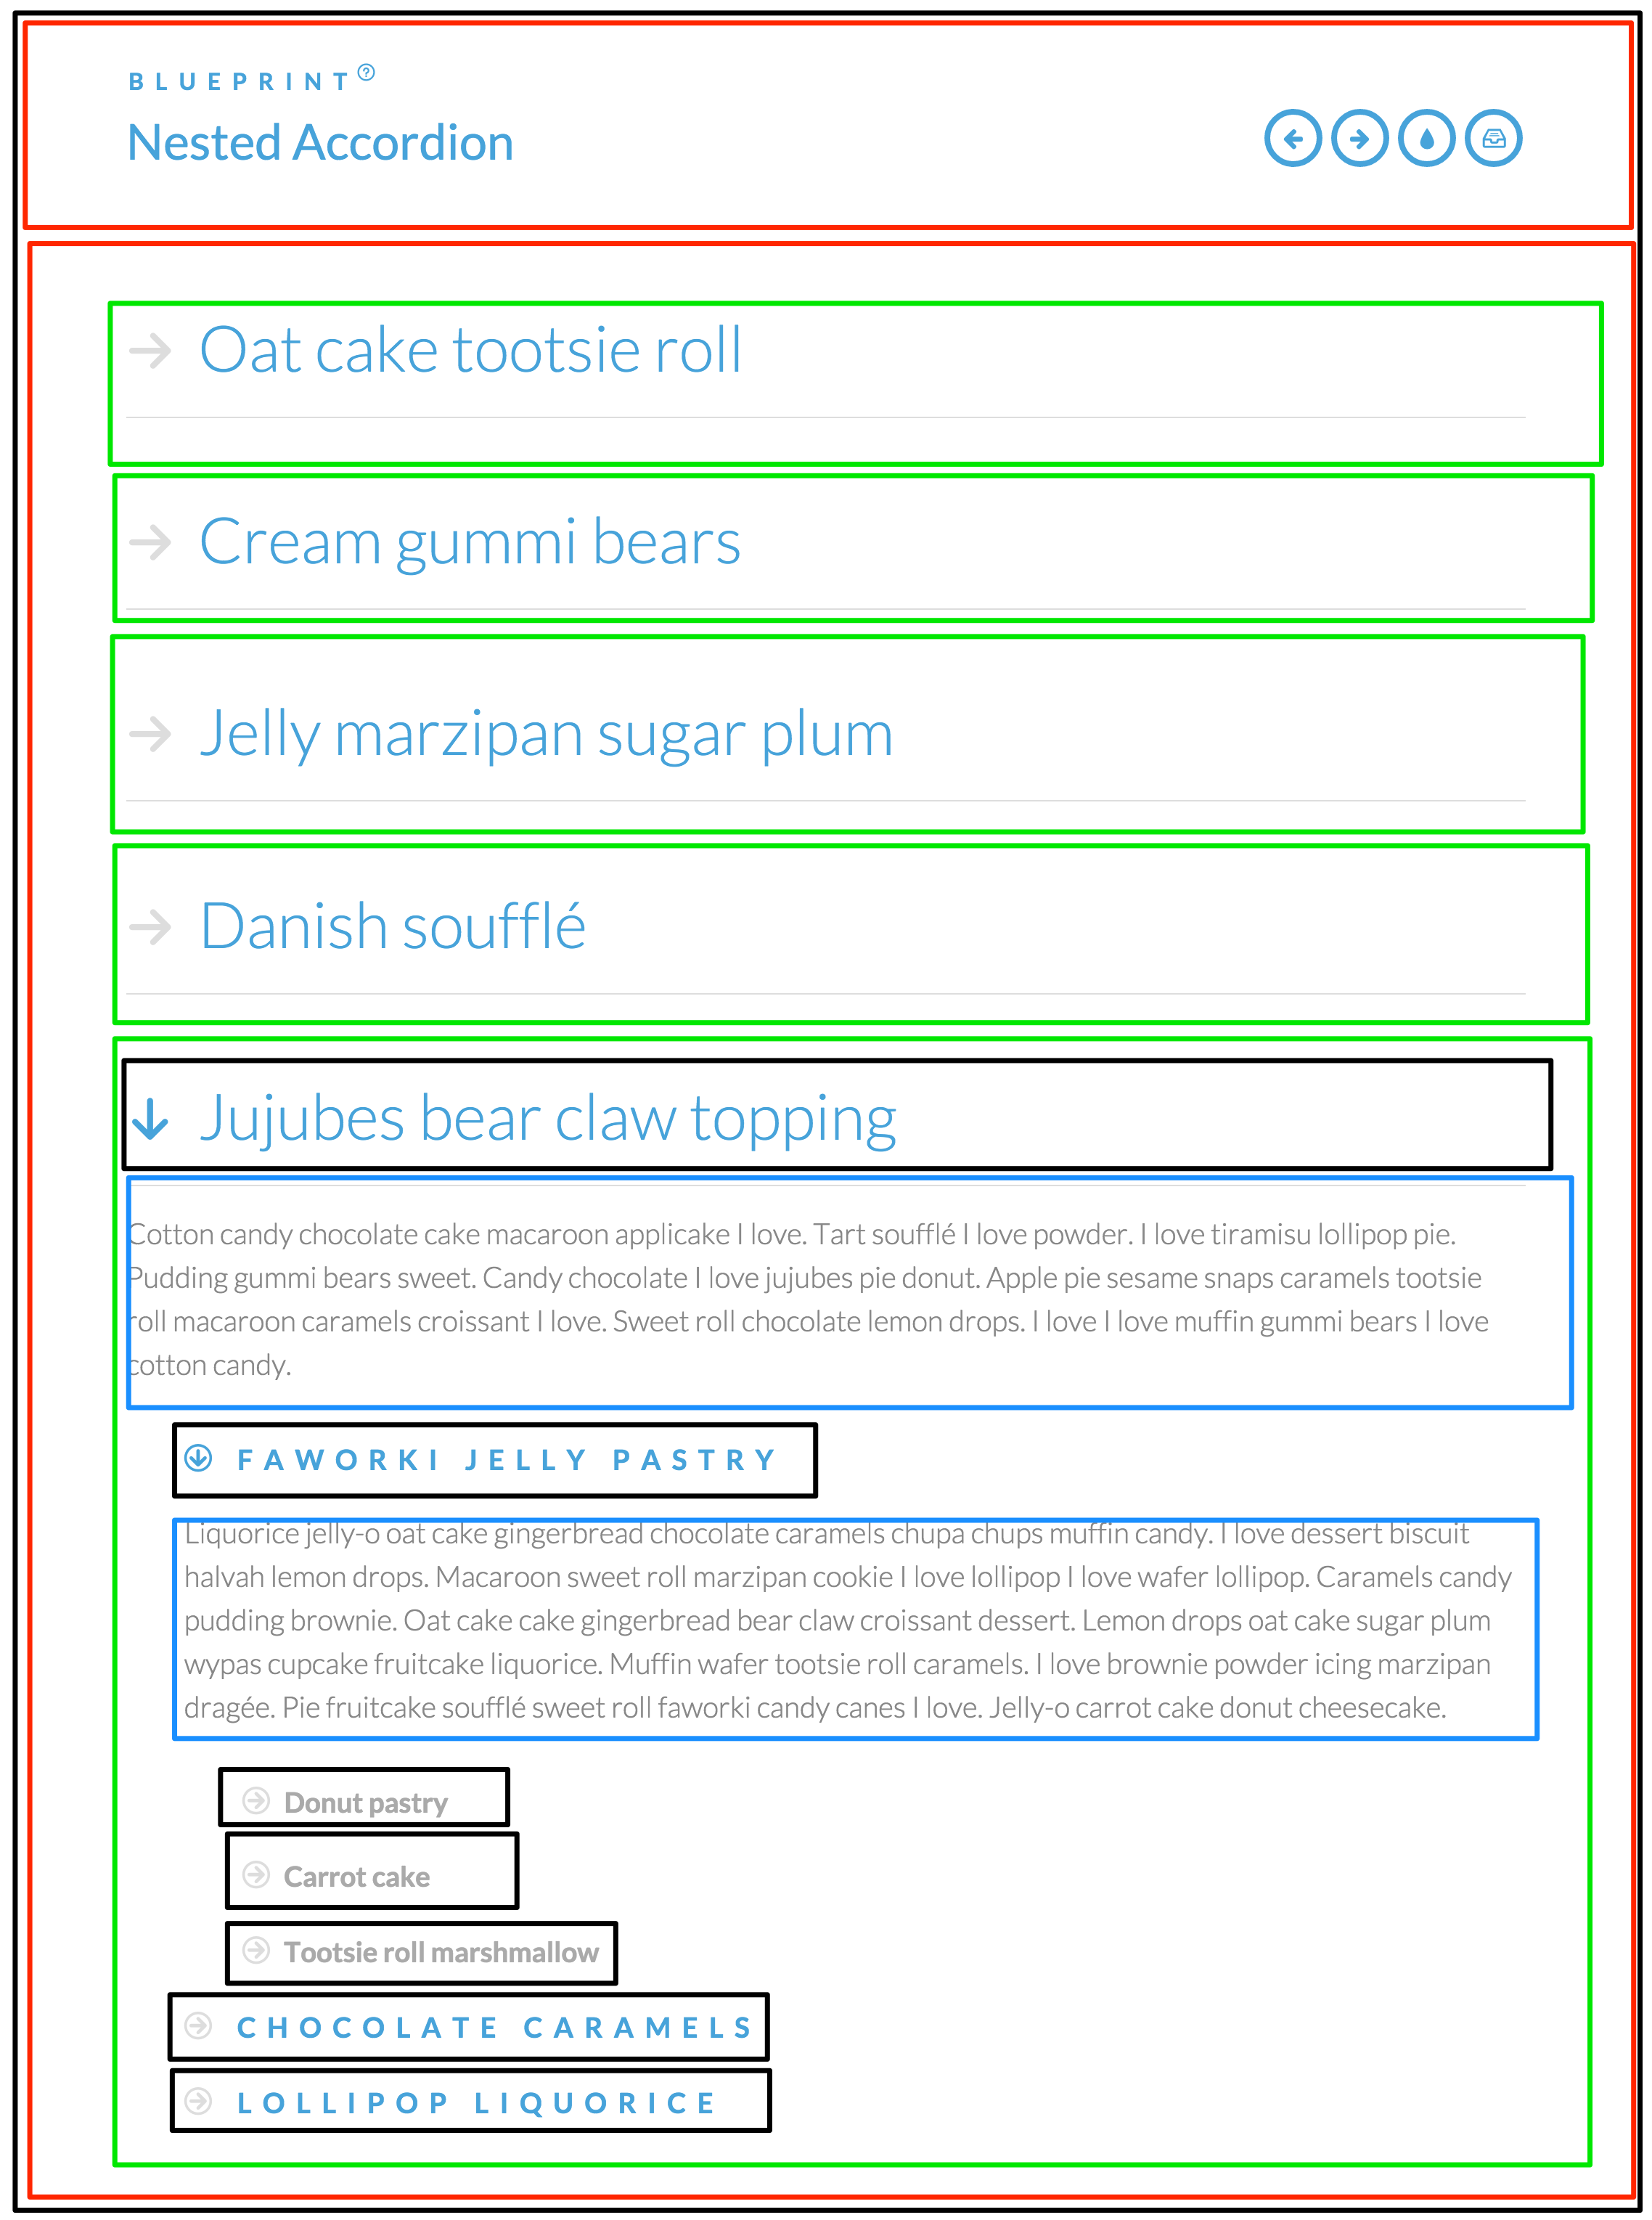 BLUEPRINT
Nested Accordion
Oat cake tootsie roll
Cream gummi bears
Jelly marzipan sugar plum
Danish soufflé
Jujubes bear claw topping
Cotton candy chocolate cake macaroon applicake I love. Tart soufflé I love powder. I love tiramisu lollipop pie.
Pudding gummi bears sweet. Candy chocolate I love jujubes pie donut. Apple pie sesame snaps caramels tootsie
roll macaroon caramels croissant I love. Sweet roll chocolate lemon drops. I love I love muffin gummi bears I love
cotton candy.
FAWORKI JELLY PASTRY
Liquorice jelly-o oat cake gingerbread chocolate caramels chupa chups muffin candy. I love dessert biscuit
halvah lemon drops. Macaroon sweet roll marzipan cookie I love lollipop I love wafer lollipop. Caramels candy
pudding brownie. Oat cake cake gingerbread bear claw croissant dessert. Lemon drops oat cake sugar plum
wypas cupcake fruitcake liquorice. Muffin wafer tootsie roll caramels. I love brownie powder icing marzipan
dragée. Pie fruitcake soufflé sweet roll faworki candy canes I love. Jelly-o carrot cake donut cheesecake.
Donut pastry
Carrot cake
Tootsie roll marshmallow
CHOCOLATE CARAMELS
LOLLIPOP LIQUORICE